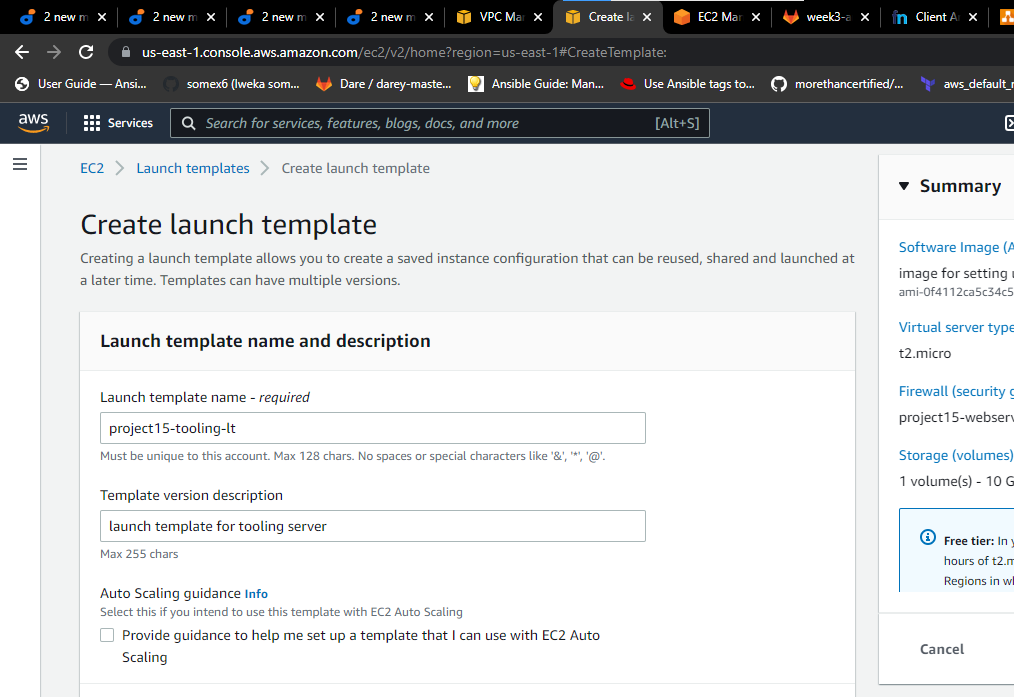 2 new m
2 new m
2 new m
2 new m
VPC Ma
Create la
EC2 Mar
week3-a
Client A
us-east-1.console.aws.amazon.com/ec2/v2/home?region=us-east-1#CreateTemplate:
User Guide — Ansi...
somex6 (Iweka som...
Dare / darey-maste...
Ansible Guide: Man...
Use Ansible tags to...
morethancertified/...
aws_default_r
aws
Services
Search for services, features, blogs, docs, and more
[Alt+S]
EC2
Launch templates
Create launch template
Create launch template
Creating a launch template allows you to create a saved instance configuration that can be reused, shared and launched at
a later time. Templates can have multiple versions.
Launch template name and description
Launch template name - required
project15-tooling-lt
Must be unique to this account. Max 128 chars. No spaces or special characters like '&', '*', '@'.
Template version description
launch template for tooling server
Max 255 chars
Auto Scaling guidance Info
Select this if you intend to use this template with EC2 Auto Scaling
Provide guidance to help me set up a template that I can use with EC2 Auto
Scaling
Summary
Software Image (A
image for setting u
ami-0f4112ca5c34c5
Virtual server type
t2.micro
Firewall (security g
project15-webserv
Storage (volumes)
1 volume(s) - 10 G
Free tier: In y
hours of t2.m
Regions in wh
Cancel